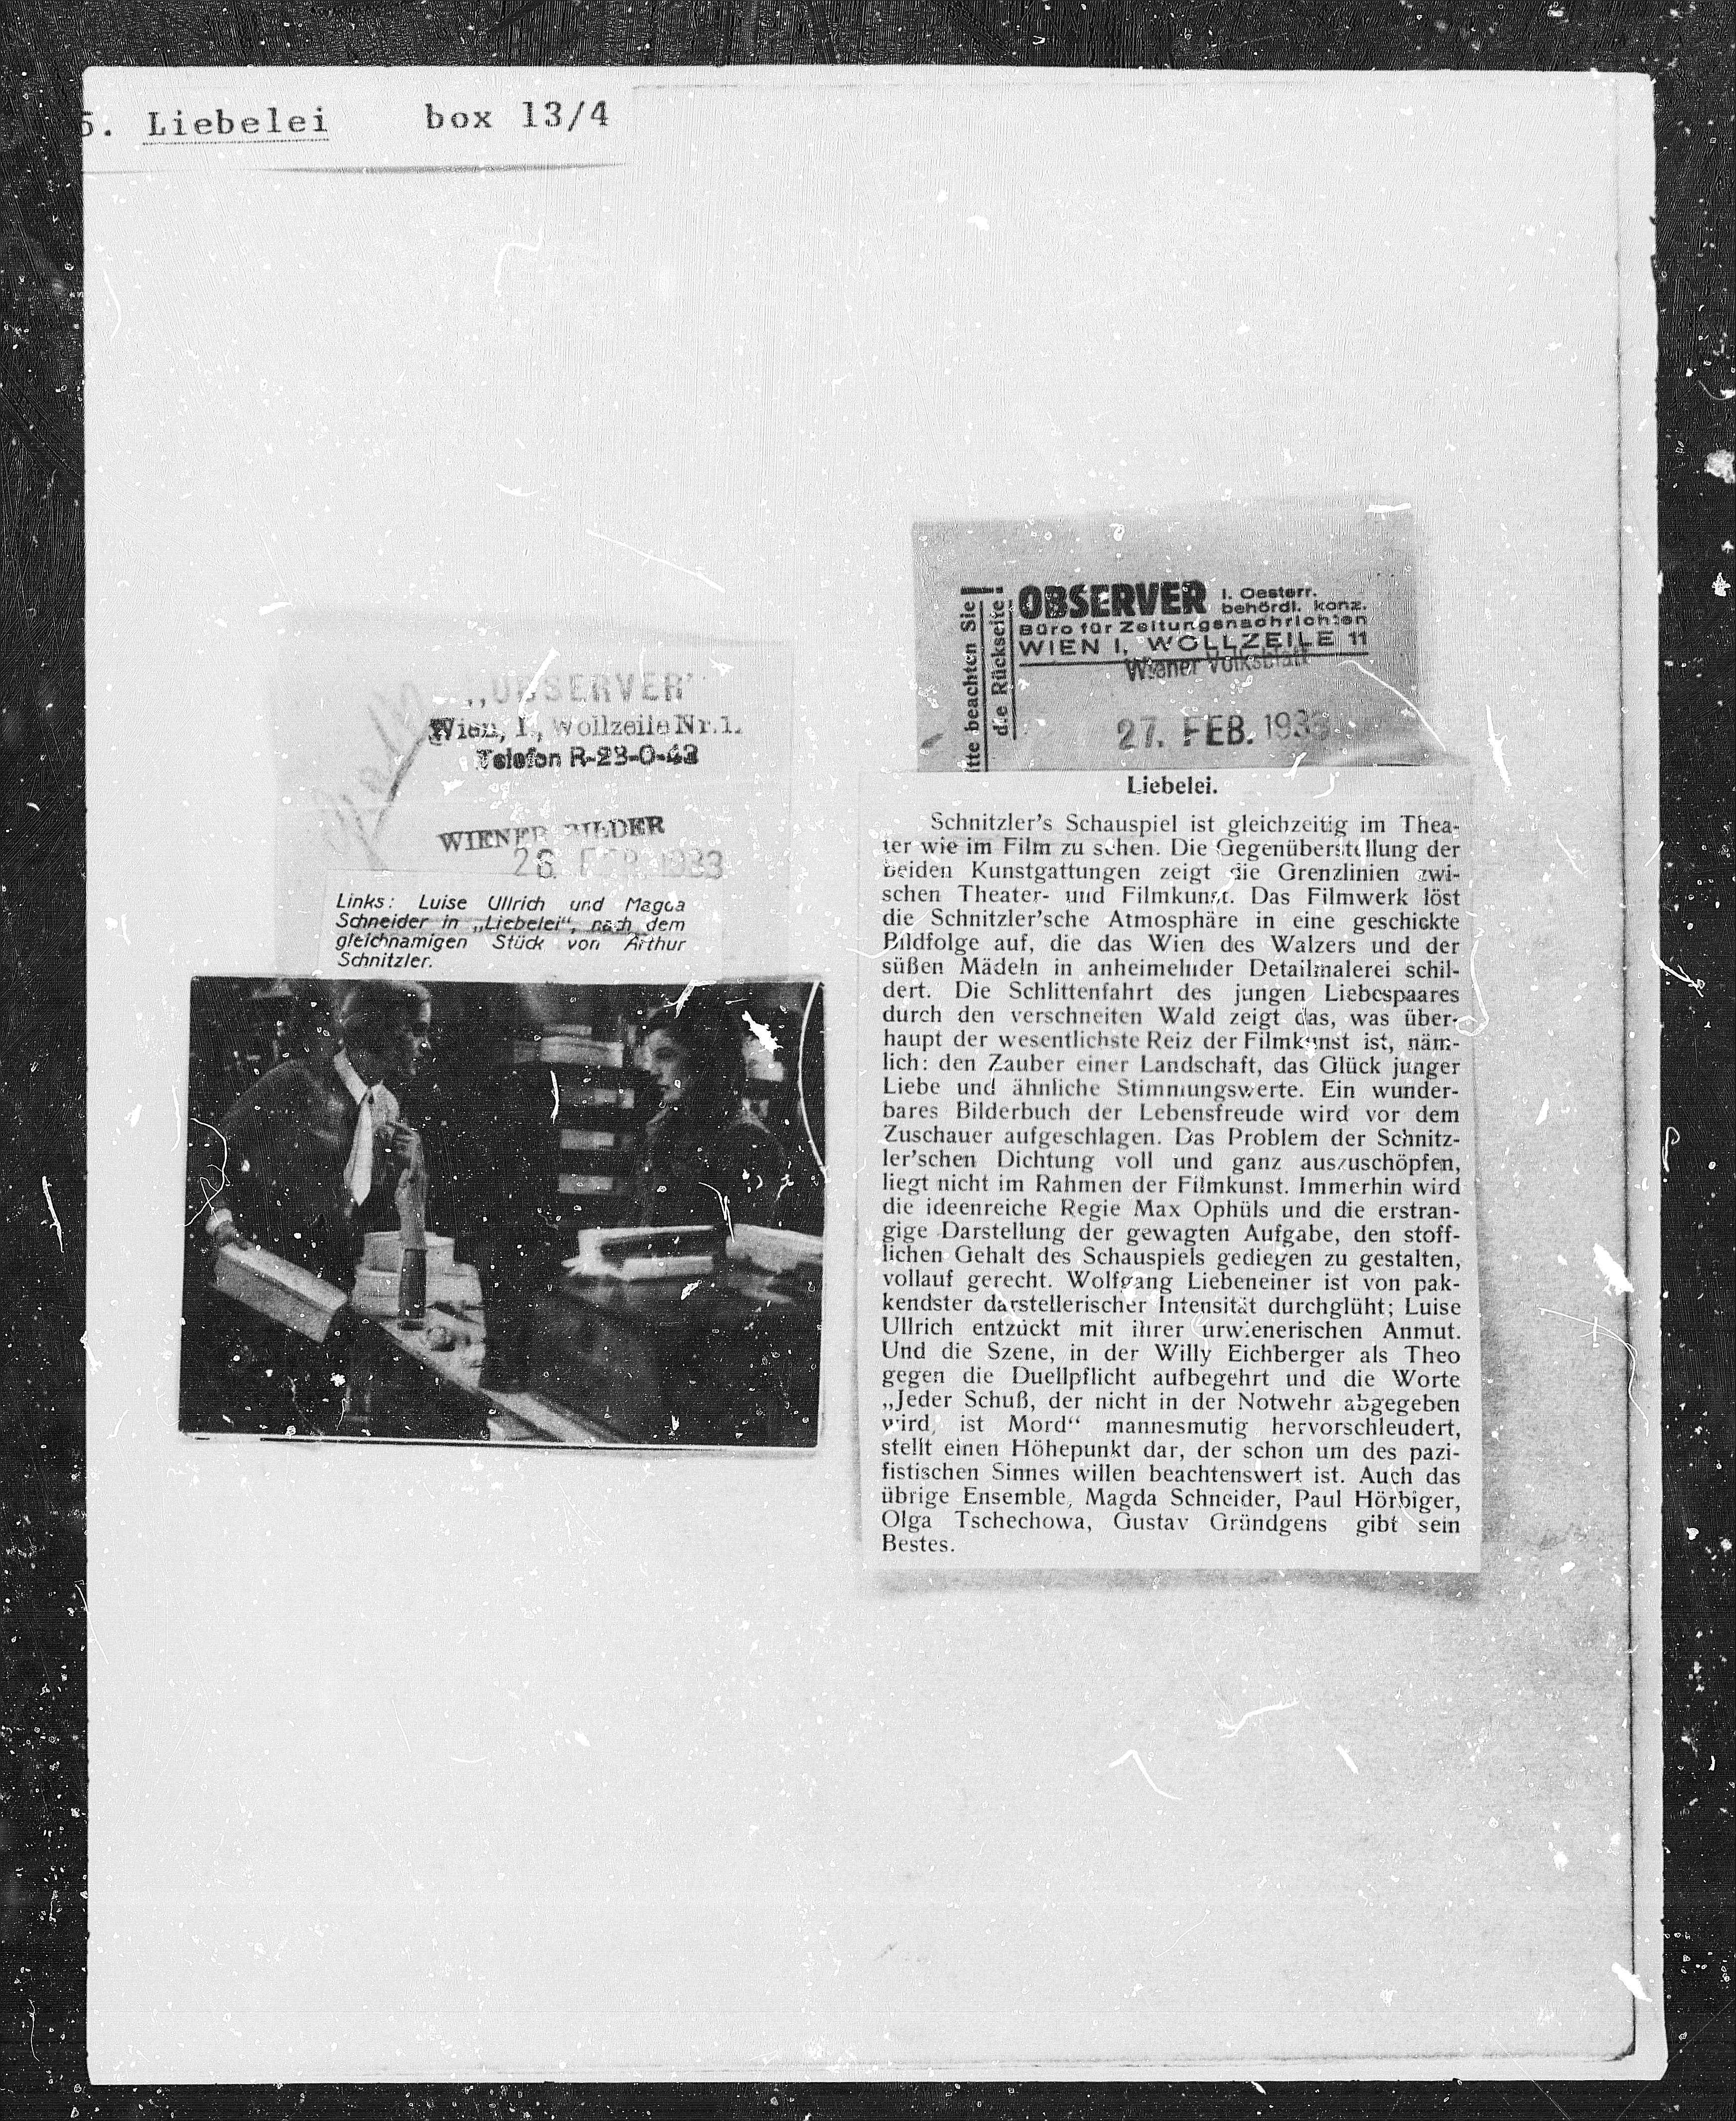 5. Liebelei box 13/4
„OBSERVER"
Wien, I., Wollzeile Nr.
Telefon R-23-0-43
WIENER BILDER
26. FEB. 1933
Links: Luise Ullrich und Magda
Schneider in „Liebelei“, nach dem
gleichnamigen Stück von Arthur
Schnitzler.
itte beachten Sie
die Rückseite!
OBSERVER I. Oesterr.
behördl. konz.
Büro für Zeitungsnachrichten
WIEN I, WOLLZEILE 11
Wiener Volksblatt
27. FEB. 1933
Liebelei.
Schnitzler's Schauspiel ist gleichzeitig im Thea-
ter wie im Film zu sehen. Die Gegenüberstellung der
beiden Kunstgattungen zeigt die Grenzlinien zwi-
schen Theater- und Filmkunst. Das Filmwerk löst
die Schnitzler'sche Atmosphäre in eine geschickte
Bildfolge auf, die das Wien des Walzers und der
süßen Mädeln in anheimelnder Detailmalerei schil-
dert. Die Schlittenfahrt des jungen Liebespaares
durch den verschneiten Wald zeigt das, was über-
haupt der wesentlichste Reiz der Filmkunst ist, näm-
lich: den Zauber einer Landschaft, das Glück junger
Liebe und ähnliche Stimmungswerte. Ein wunder-
bares Bilderbuch der Lebensfreude wird vor dem
Zuschauer aufgeschlagen. Das Problem der Schnitz-
ler'schen Dichtung voll und ganz auszuschöpfen,
liegt nicht im Rahmen der Filmkunst. Immerhin wird
die ideenreiche Regie Max Ophüls und die erstran-
gige Darstellung der gewagten Aufgabe, den stoff-
lichen Gehalt des Schauspiels gediegen zu gestalten,
vollauf gerecht. Wolfgang Liebeneiner ist von pak-
kendster darstellerischer Intensität durchglüht; Luise
Ullrich entzückt mit ihrer urwienerischen Anmut.
Und die Szene, in der Willy Eichberger als Theo
gegen die Duellpflicht aufbegehrt und die Worte
„Jeder Schuß, der nicht in der Notwehr abgegeben
wird, ist Mord“ mannesmutig hervorschleudert,
stellt einen Höhepunkt dar, der schon um des pazi-
fistischen Sinnes willen beachtenswert ist. Auch das
übrige Ensemble, Magda Schneider, Paul Hörbiger,
Olga Tschechowa, Gustav Gründgens gibt sein
Bestes.